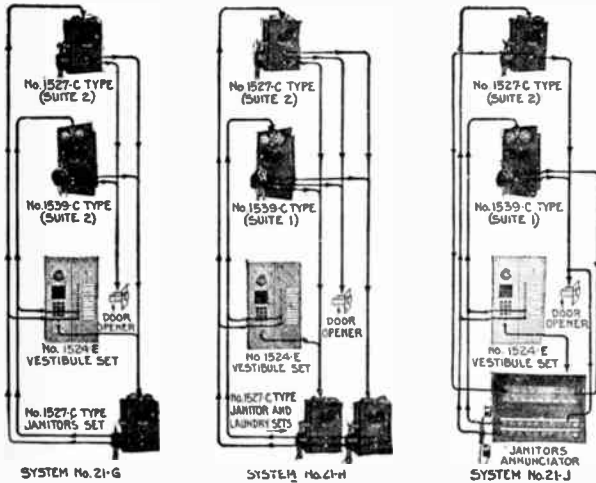 No.1527-C TYPE
(SUITE 2)
No.1539-C TYPE
(SUITE 2)
DOOR
OPENER
No. 1524-E
VESTIBULE SET
No.1527-C TYPE
JANITORS SET
SYSTEM No.21-G
No.1527-C TYPE
(SUITE 2)
No.1539-C TYPE
(SUITE 1)
DOOR
OPENER
No 1524-E
VESTIBULE SET
No.1527-C TYPE
JANITOR AND
LAUNDRY SETS
SYSTEM No.21-H
No.1527-C TYPE
(SUITE 2)
No.1539-C TYPE
(SUITE 1)
DOOR
OPENER
No.1524-E
VESTIBULE SET
JANITORS
ANNUNCIATOR
SYSTEM No.21-J